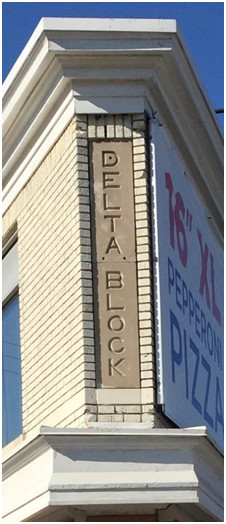 DELTA. BLOCK
16" XL
PEPPERONI
PIZZA